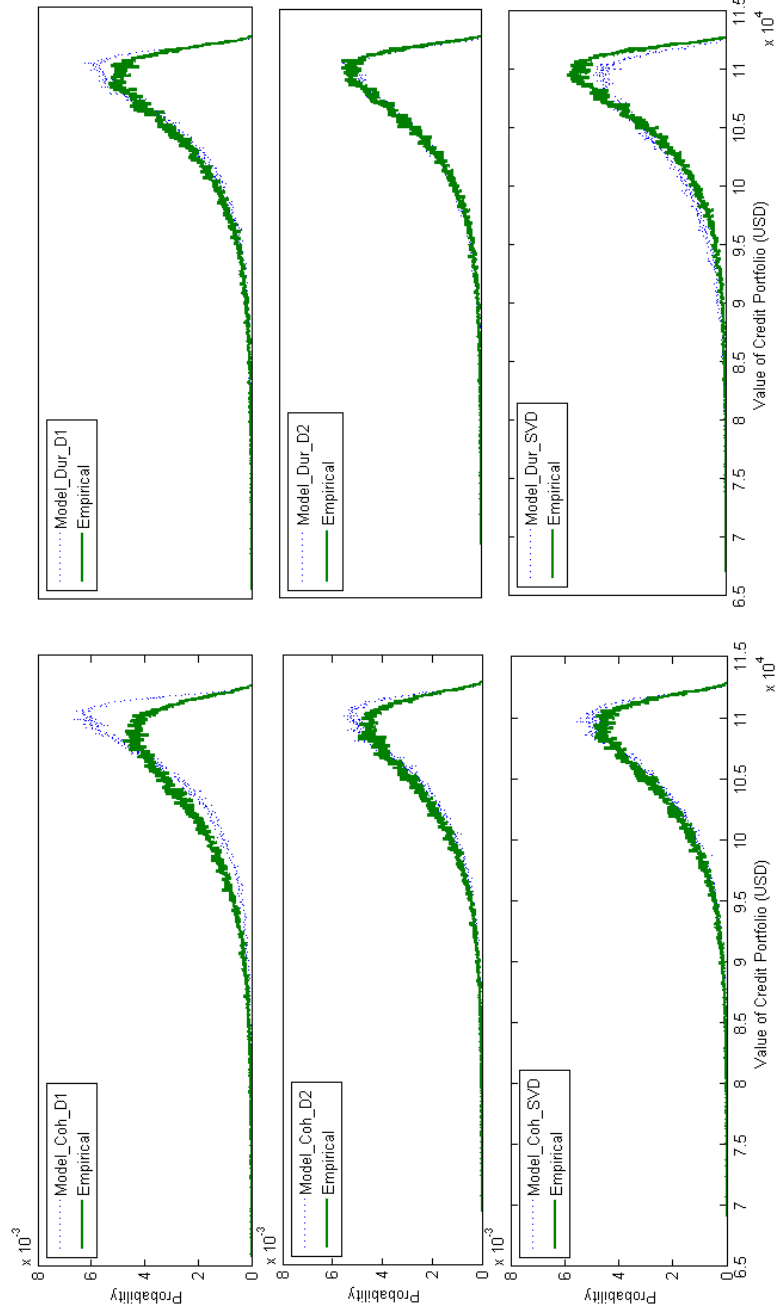 x 10^-3
8
6
4
2
0
Probability
Model_Coh_D1
Empirical
Model_Dur_D1
Empirical
x 10^-3
8
6
4
2
0
Probability
Model_Coh_D2
Empirical
Model_Dur_D2
Empirical
8
6
4
2
0
Probability
Model_Coh_SVD
Empirical
6.5 7 7.5 8 8.5 9 9.5 10 10.5 11 11.5
Value of Credit Portfolio (USD)
x 10^4
Model_Dur_SVD
Empirical
6.5 7 7.5 8 8.5 9 9.5 10 10.5 11 11.5
Value of Credit Portfolio (USD)
x 10^4